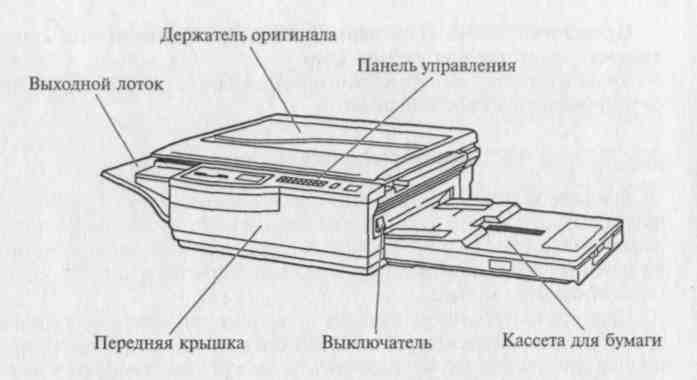 Держатель оригинала
Панель управления
Выходной лоток
Передняя крышка
Выключатель
Кассета для бумаги